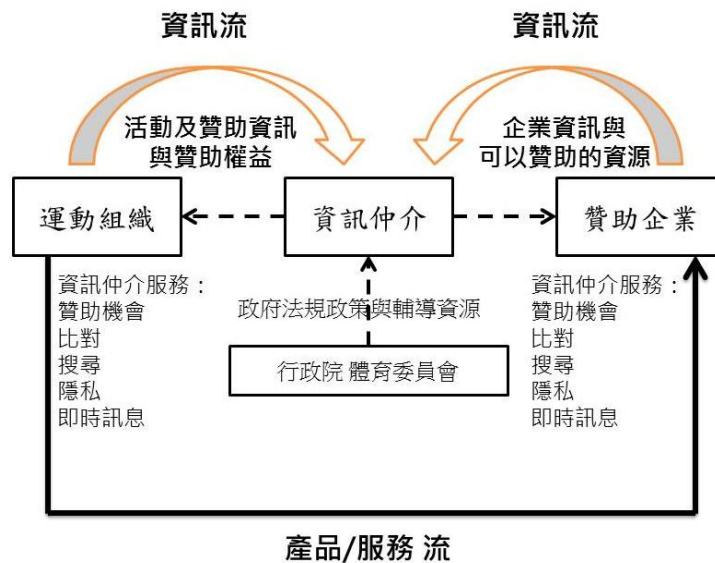 資訊流
資訊流
活動及贊助資訊
與贊助權益
企業資訊與
可以贊助的資源
運動組織
資訊仲介
贊助企業
資訊仲介服務：
贊助機會
比對
搜尋
隱私
即時訊息
政府法規政策與輔導資源
行政院 體育委員會
資訊仲介服務：
贊助機會
比對
搜尋
隱私
即時訊息
產品/服務 流